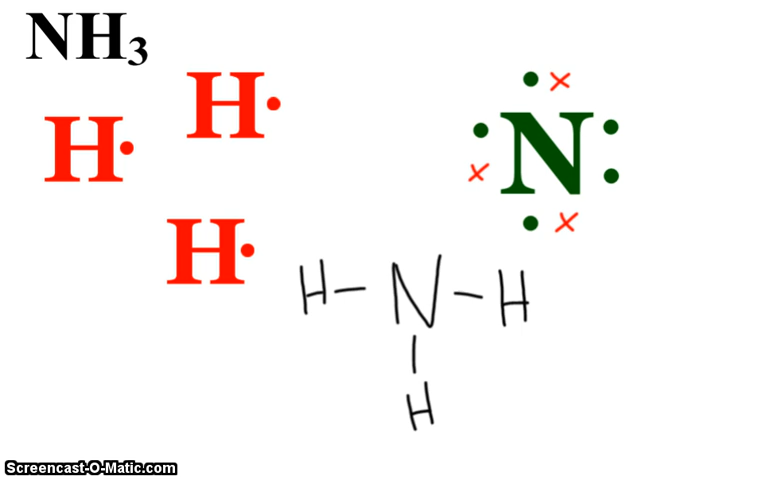 NH₃
H·
H·
N
H·
H – N – H
|
H
Screencast-O-Matic.com